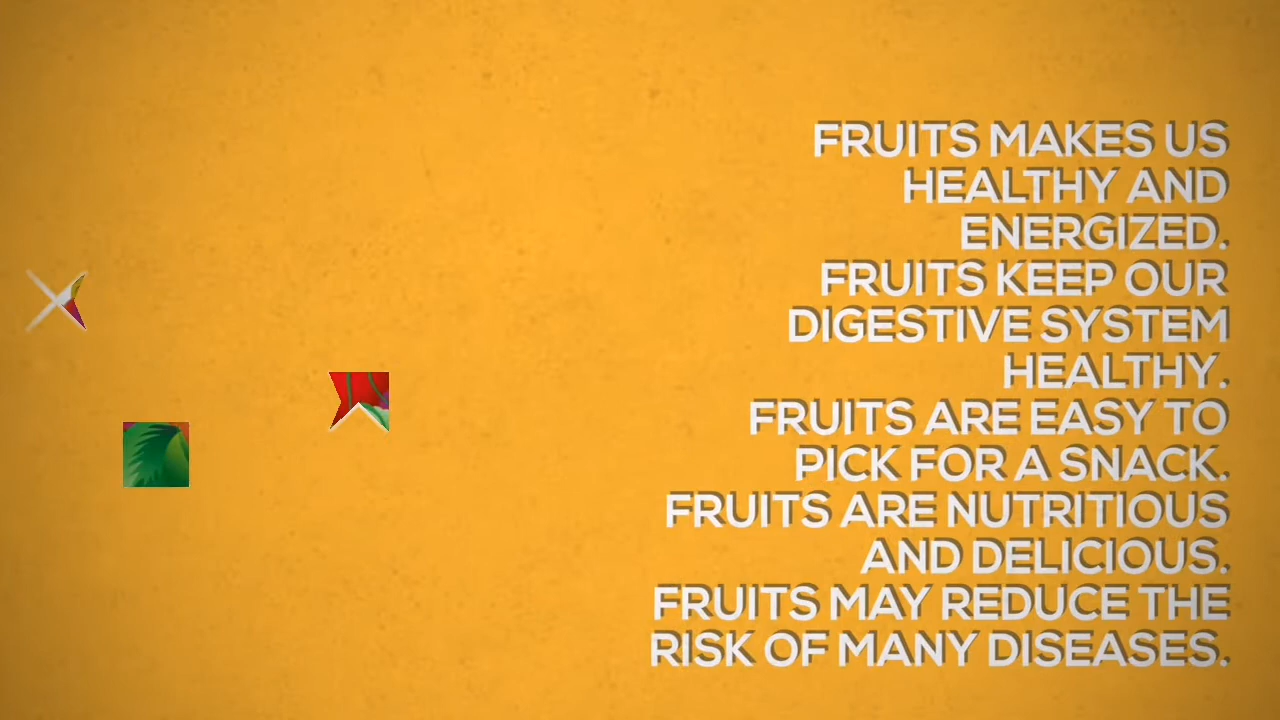 FRUITS MAKES US
HEALTHY AND
ENERGIZED.
FRUITS KEEP OUR
DIGESTIVE SYSTEM
HEALTHY.
FRUITS ARE EASY TO
PICK FOR A SNACK.
FRUITS ARE NUTRITIOUS
AND DELICIOUS.
FRUITS MAY REDUCE THE
RISK OF MANY DISEASES.